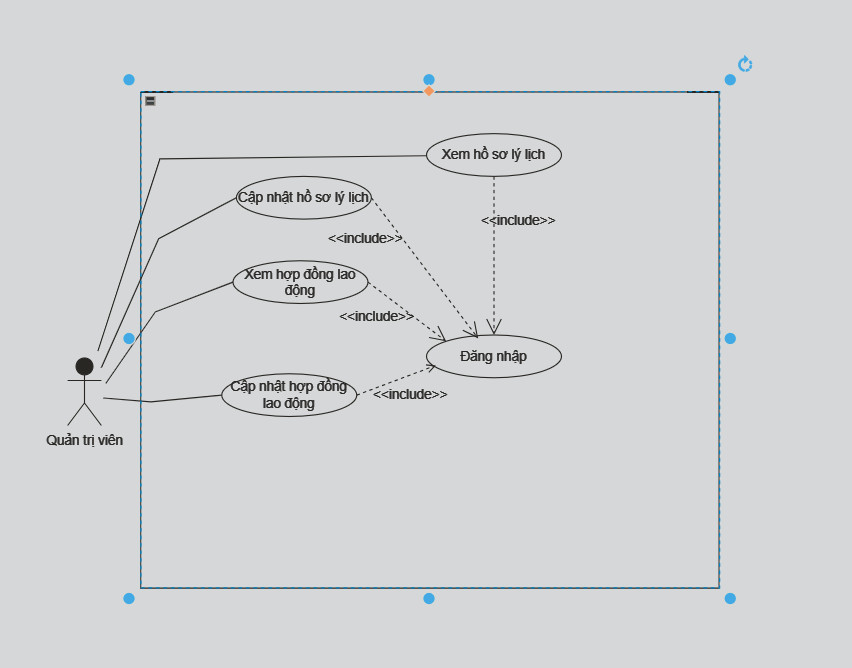 Xem hồ sơ lý lịch
Cập nhật hồ sơ lý lịch
<<include>>
<<include>>
Xem hợp đồng lao
động
<<include>>
Đăng nhập
Cập nhật hợp đồng
lao động
<<include>>
Quản trị viên